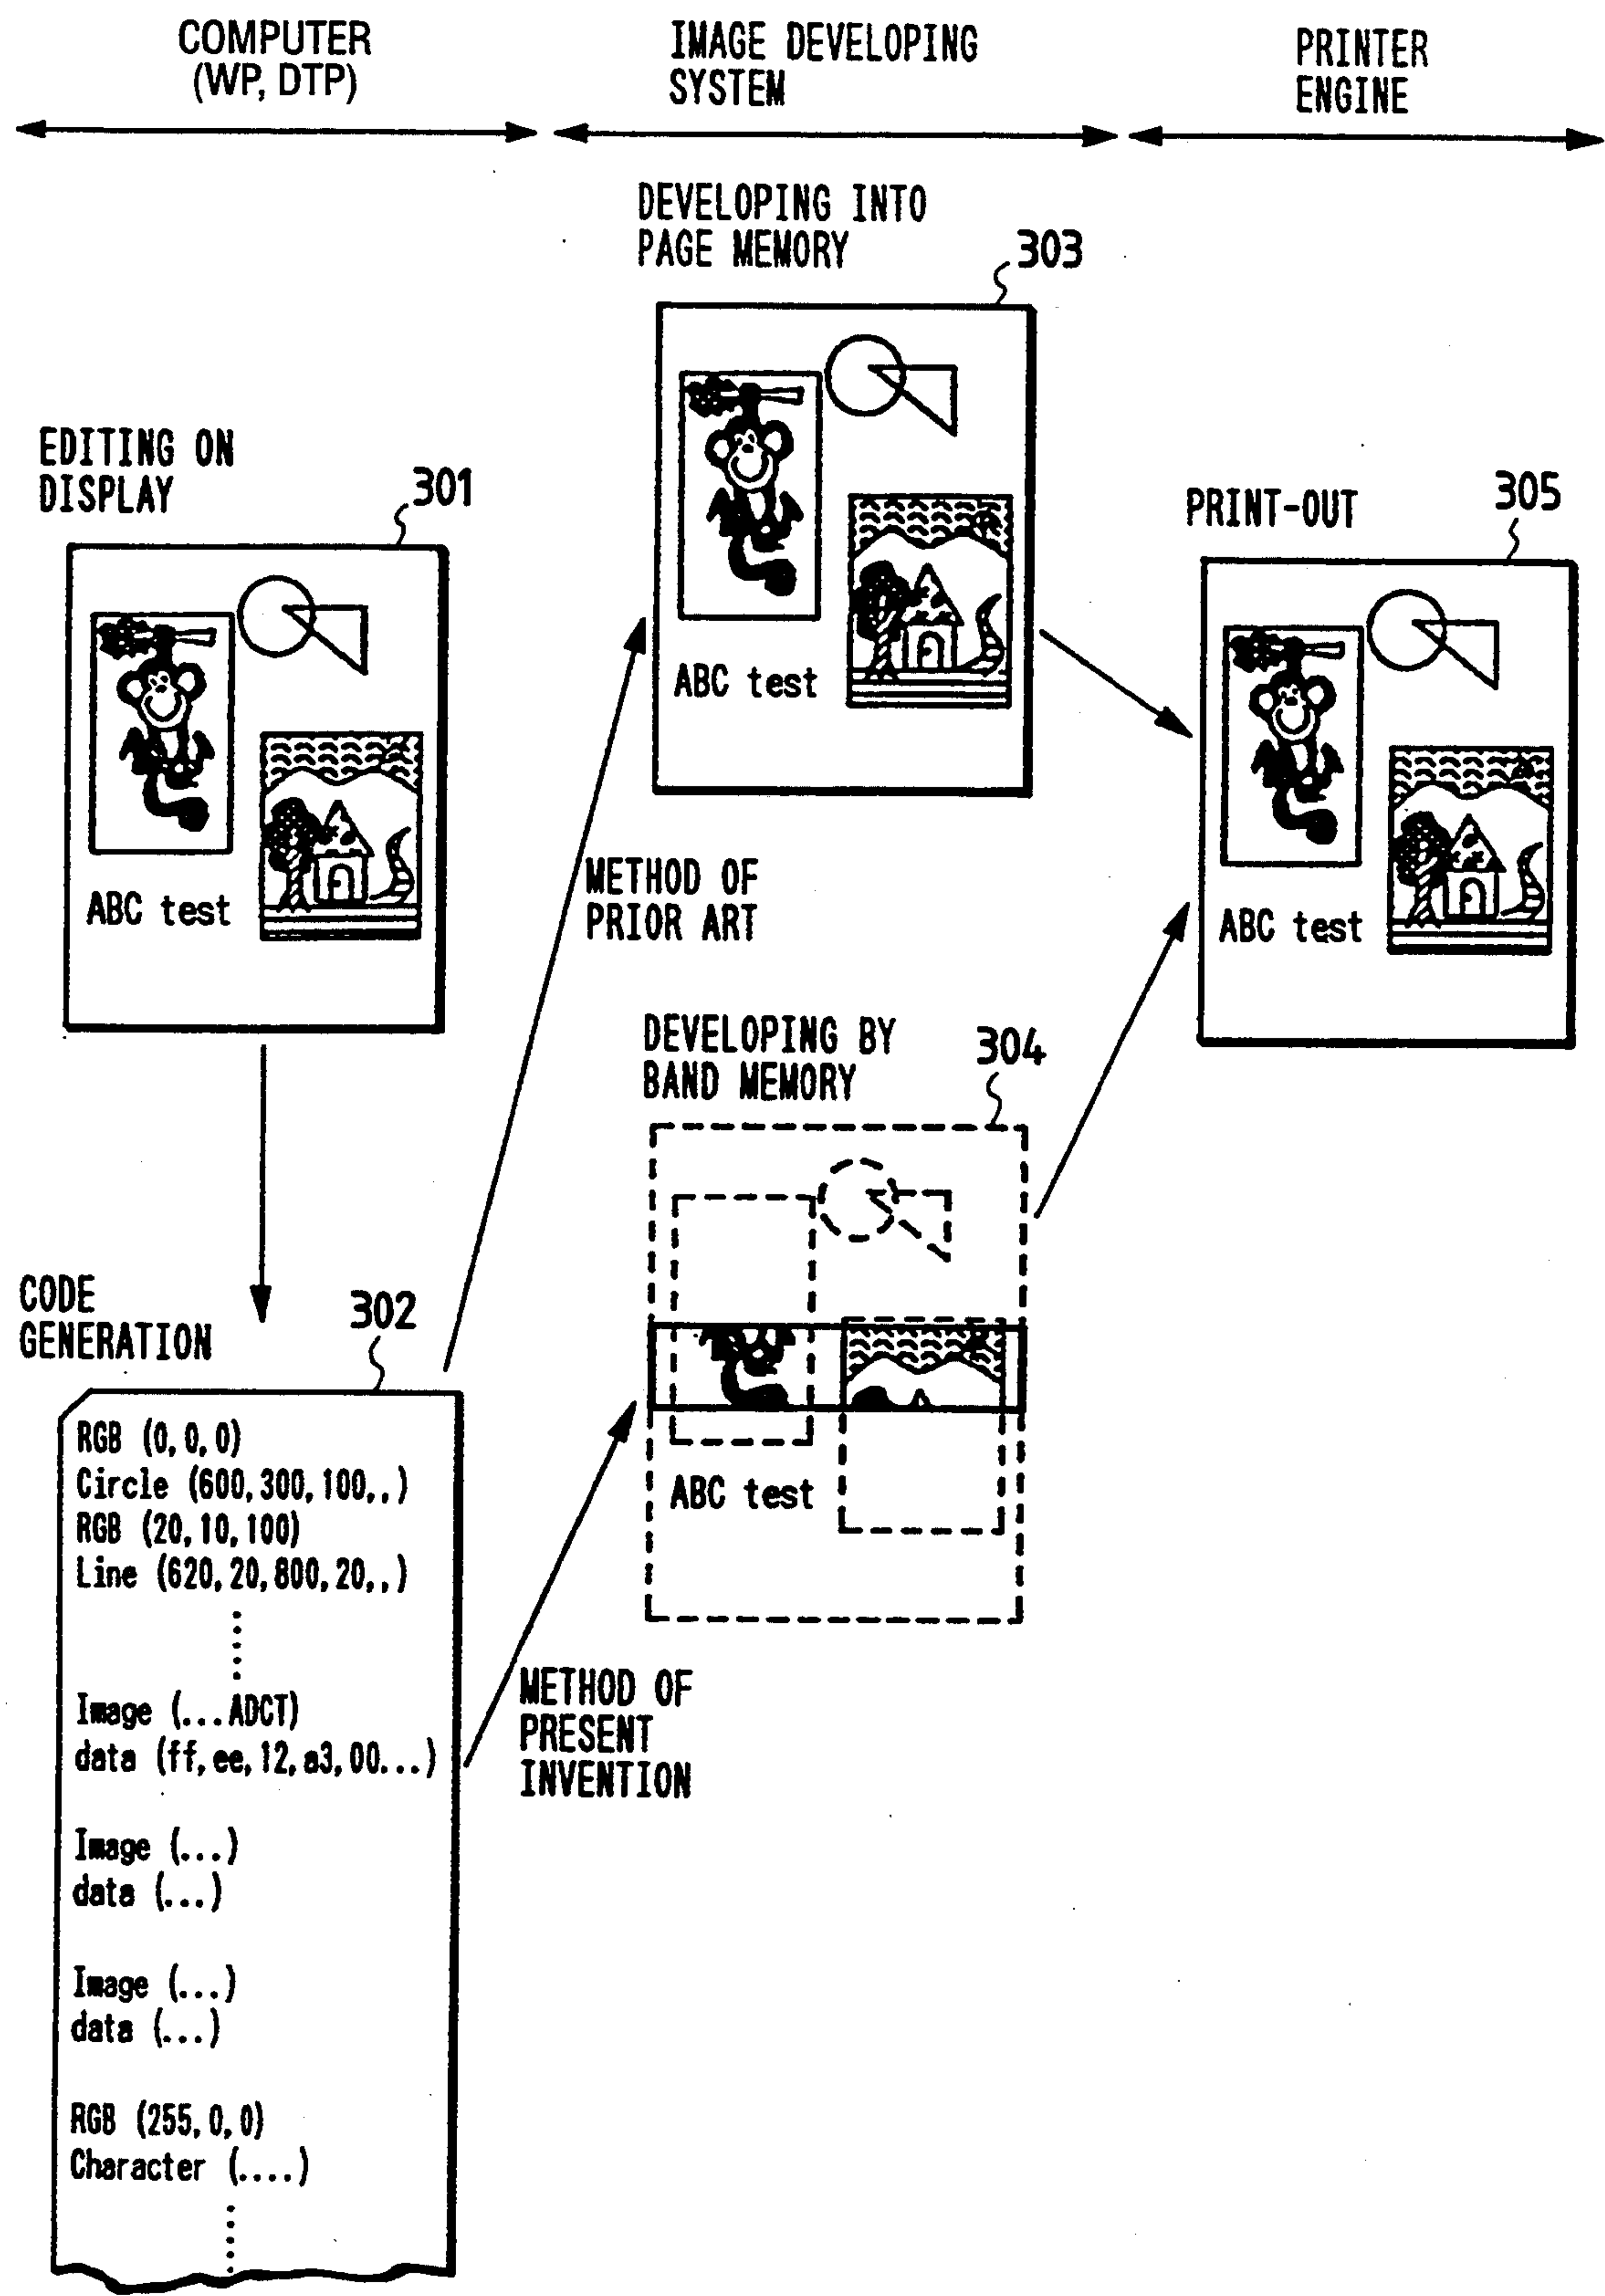 COMPUTER
(WP, DTP)
IMAGE DEVELOPING
SYSTEM
PRINTER
ENGINE
DEVELOPING INTO
PAGE MEMORY
303
ABC test
EDITING ON
DISPLAY
301
ABC test
PRINT-OUT
305
ABC test
METHOD OF
PRIOR ART
DEVELOPING BY
BAND MEMORY
304
ABC test
CODE
GENERATION
302
RGB (0, 0, 0)
Circle (600, 300, 100,,)
RGB (20, 10, 100)
Line (620, 20, 800, 20,,)
Image (...ADCT)
data (ff, ee, 12, a3, 00...)
Image (...)
data (...)
Image (...)
data (...)
RGB (255, 0, 0)
Character (....)
METHOD OF
PRESENT
INVENTION